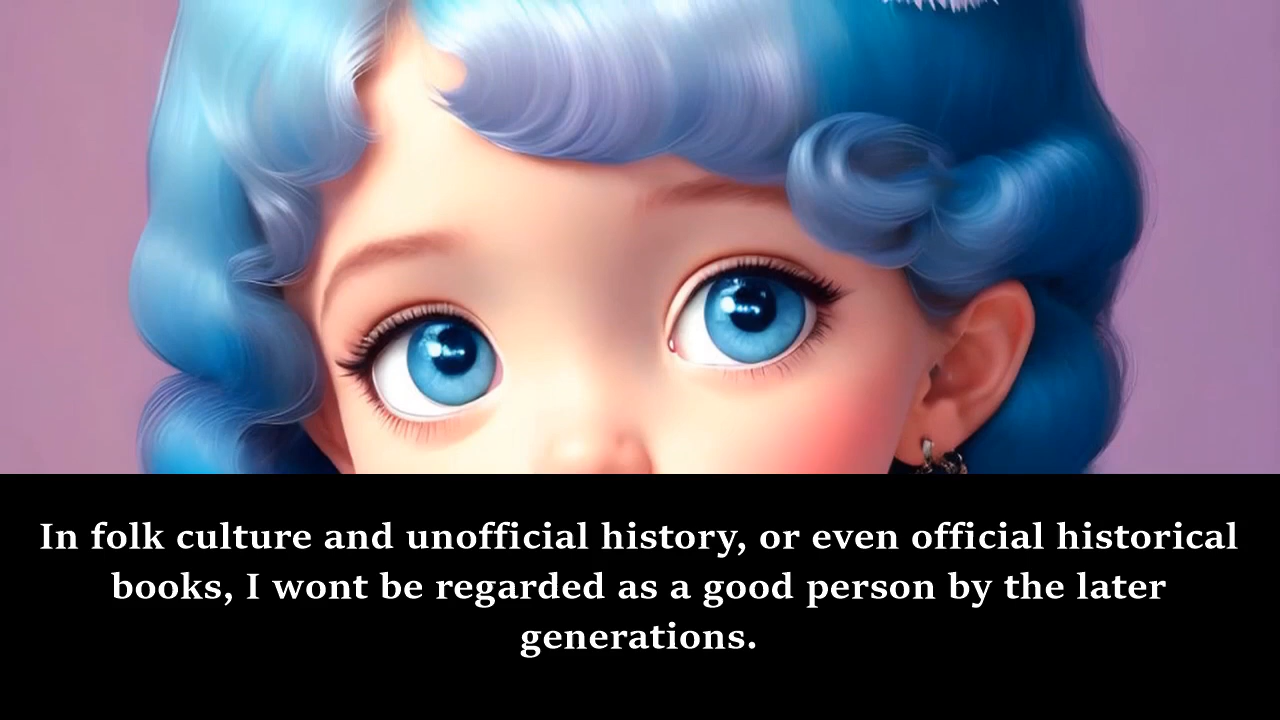 In folk culture and unofficial history, or even official historical
books, I wont be regarded as a good person by the later
generations.